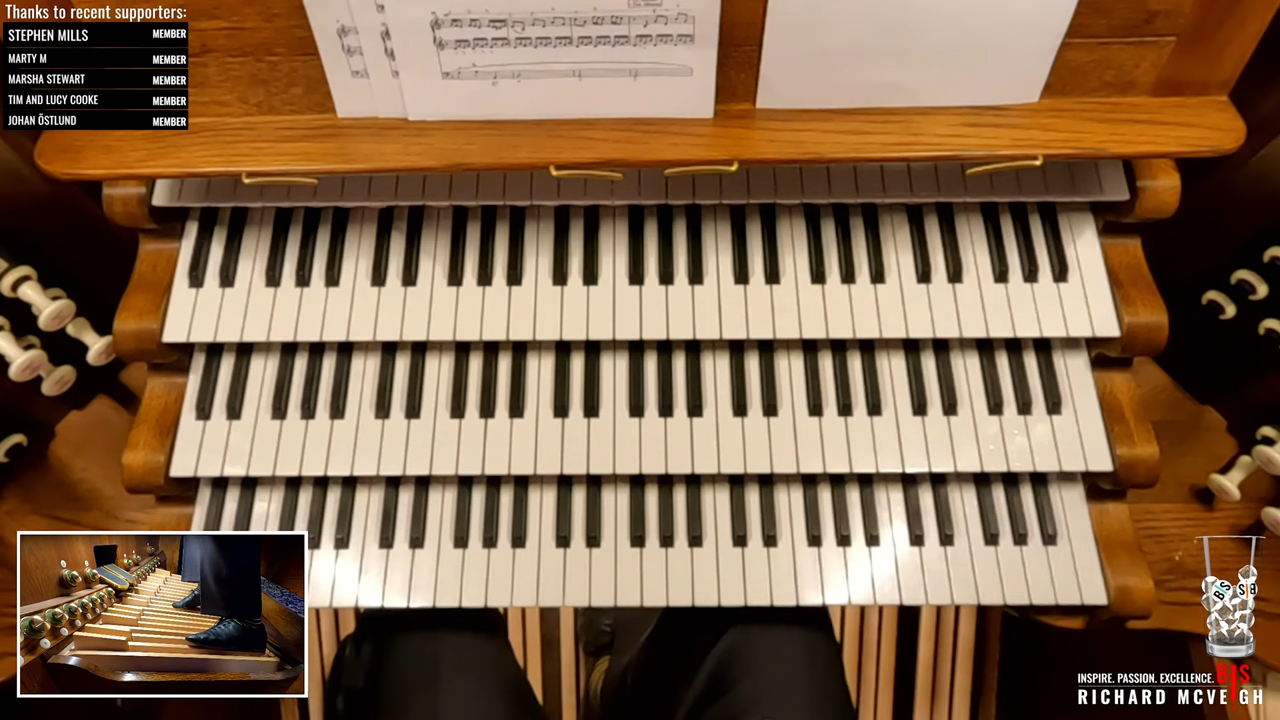 Thanks to recent supporters:
STEPHEN MILLS MEMBER
MARTY M MEMBER
MARSHA STEWART MEMBER
TIM AND LUCY COOKE MEMBER
JOHAN ÖSTLUND MEMBER
BIS
INSPIRE. PASSION. EXCELLENCE.
RICHARD MCVEIGH